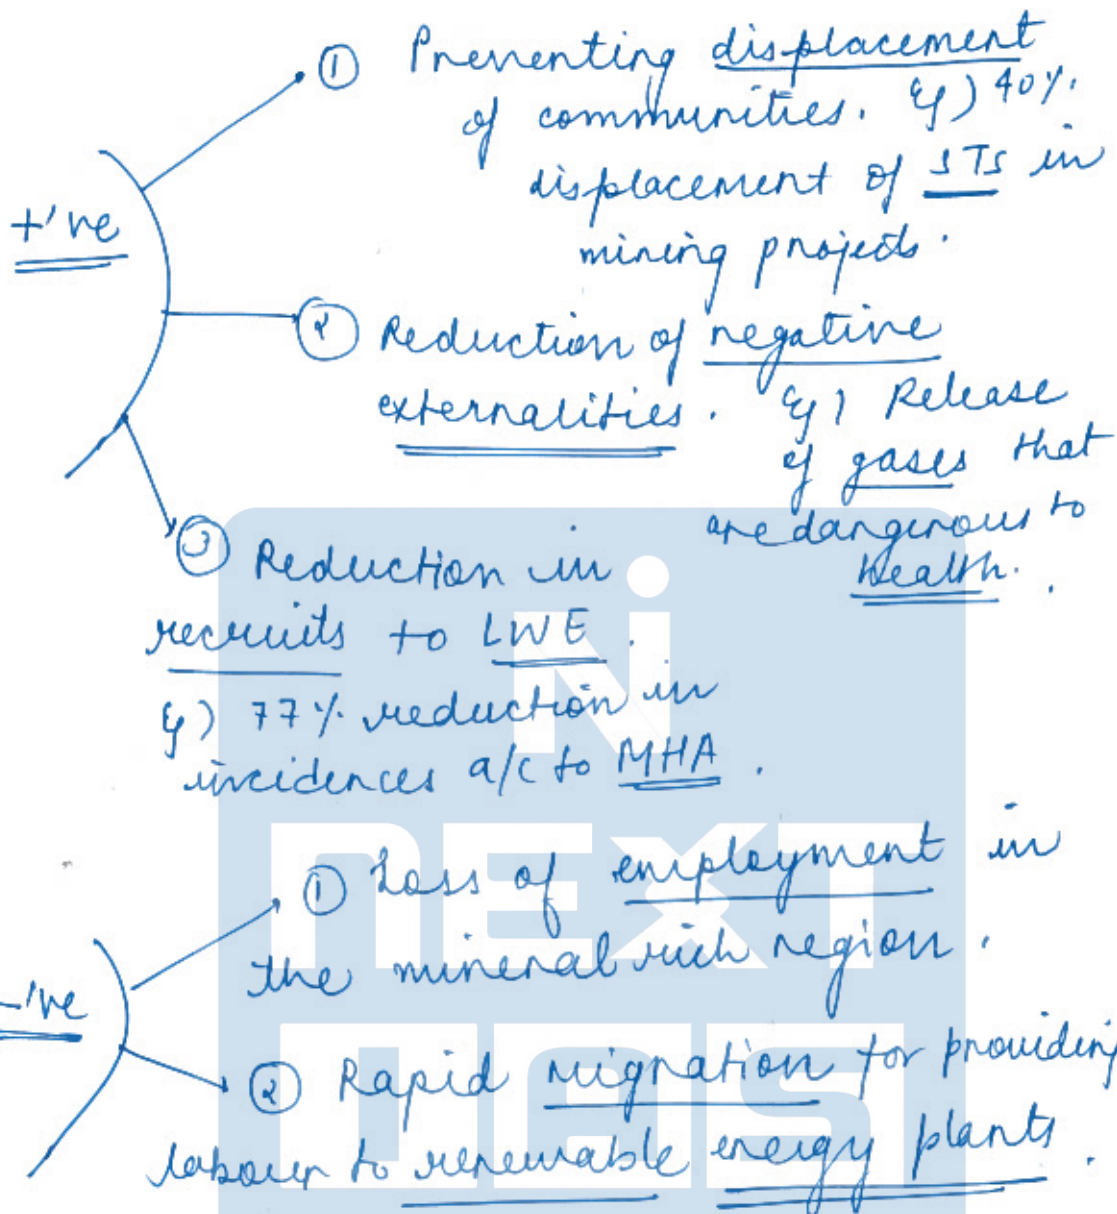 ① Preventing displacement
of communities. Eg) 40%
displacement of STs in
mining projects.
+'ve
② Reduction of negative
externalities. Eg) Release
of gases that
are dangerous to
health.
③ Reduction in
recruits to LWE.
Eg) 77% reduction in
incidences a/c to MHA.
① Loss of employment in
the mineral rich region.
-'ve
② Rapid migration for providing
labour to renewable energy plants.
NEXT
IAS